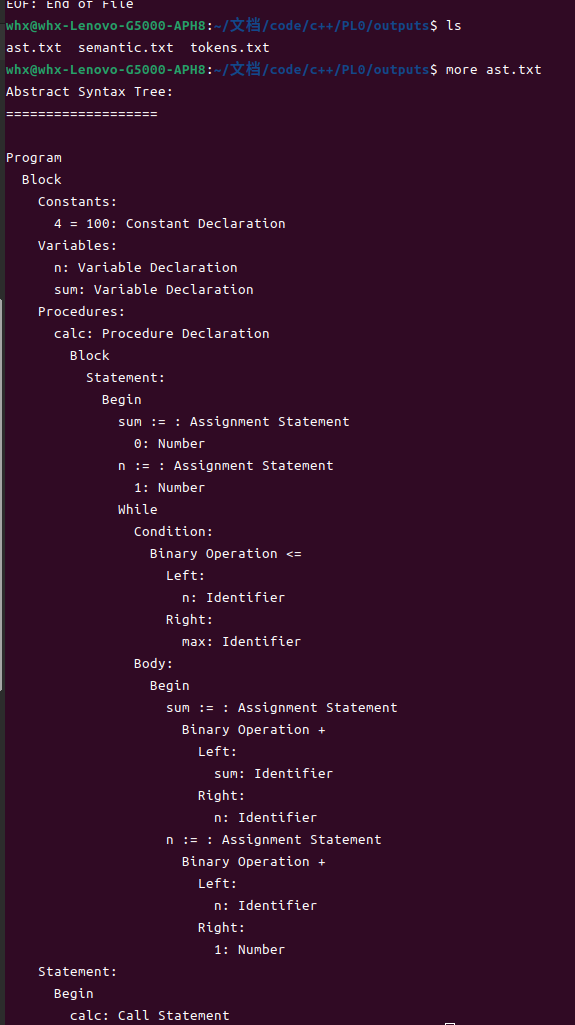 EOF: End of File
whx@whx-Lenovo-G5000-APH8:~/文档/code/c++/PL0/outputs$ ls
ast.txt  semantic.txt  tokens.txt
whx@whx-Lenovo-G5000-APH8:~/文档/code/c++/PL0/outputs$ more ast.txt
Abstract Syntax Tree:
===================

Program
  Block
    Constants:
      4 = 100: Constant Declaration
    Variables:
      n: Variable Declaration
      sum: Variable Declaration
    Procedures:
      calc: Procedure Declaration
        Block
          Statement:
            Begin
              sum := : Assignment Statement
                0: Number
              n := : Assignment Statement
                1: Number
              While
                Condition:
                  Binary Operation <=
                    Left:
                      n: Identifier
                    Right:
                      max: Identifier
                Body:
                  Begin
                    sum := : Assignment Statement
                      Binary Operation +
                        Left:
                          sum: Identifier
                        Right:
                          n: Identifier
                    n := : Assignment Statement
                      Binary Operation +
                        Left:
                          n: Identifier
                        Right:
                          1: Number
    Statement:
      Begin
        calc: Call Statement